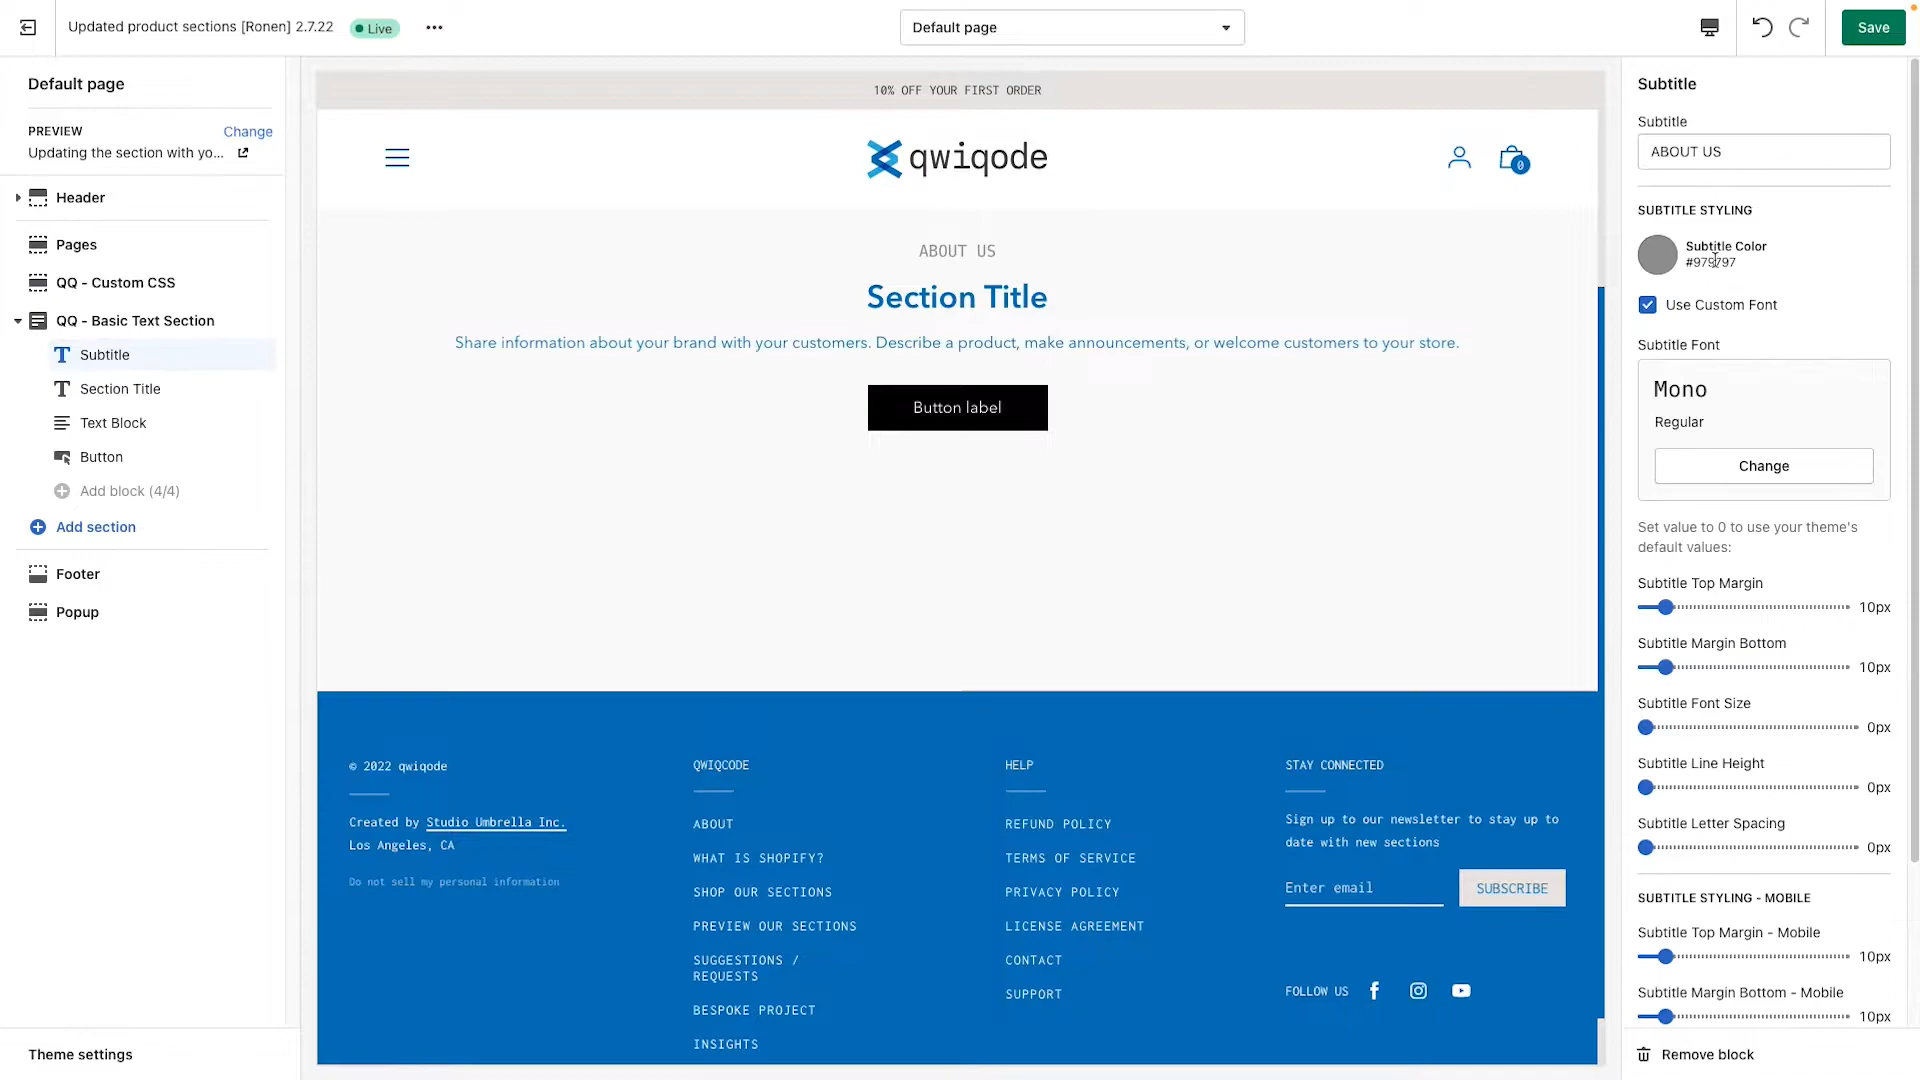 Updated product sections [Ronen] 2.7.22
Live
Default page
Save
Default page
PREVIEW
Change
Updating the section with yo...
Header
Pages
QQ - Custom CSS
QQ - Basic Text Section
Subtitle
Section Title
Text Block
Button
Add block (4/4)
Add section
Footer
Popup
Theme settings
10% OFF YOUR FIRST ORDER
qwiqode
0
ABOUT US
Section Title
Share information about your brand with your customers. Describe a product, make announcements, or welcome customers to your store.
Button label
© 2022 qwiqode
Created by Studio Umbrella Inc.
Los Angeles, CA
Do not sell my personal information
QWIQCODE
ABOUT
WHAT IS SHOPIFY?
SHOP OUR SECTIONS
PREVIEW OUR SECTIONS
SUGGESTIONS /
REQUESTS
BESPOKE PROJECT
INSIGHTS
HELP
REFUND POLICY
TERMS OF SERVICE
PRIVACY POLICY
LICENSE AGREEMENT
CONTACT
SUPPORT
STAY CONNECTED
Sign up to our newsletter to stay up to
date with new sections
Enter email
SUBSCRIBE
FOLLOW US
Subtitle
Subtitle
ABOUT US
SUBTITLE STYLING
Subtitle Color
#979797
Use Custom Font
Subtitle Font
Mono
Regular
Change
Set value to 0 to use your theme's
default values:
Subtitle Top Margin
10px
Subtitle Margin Bottom
10px
Subtitle Font Size
0px
Subtitle Line Height
0px
Subtitle Letter Spacing
0px
SUBTITLE STYLING - MOBILE
Subtitle Top Margin - Mobile
10px
Subtitle Margin Bottom - Mobile
10px
Remove block